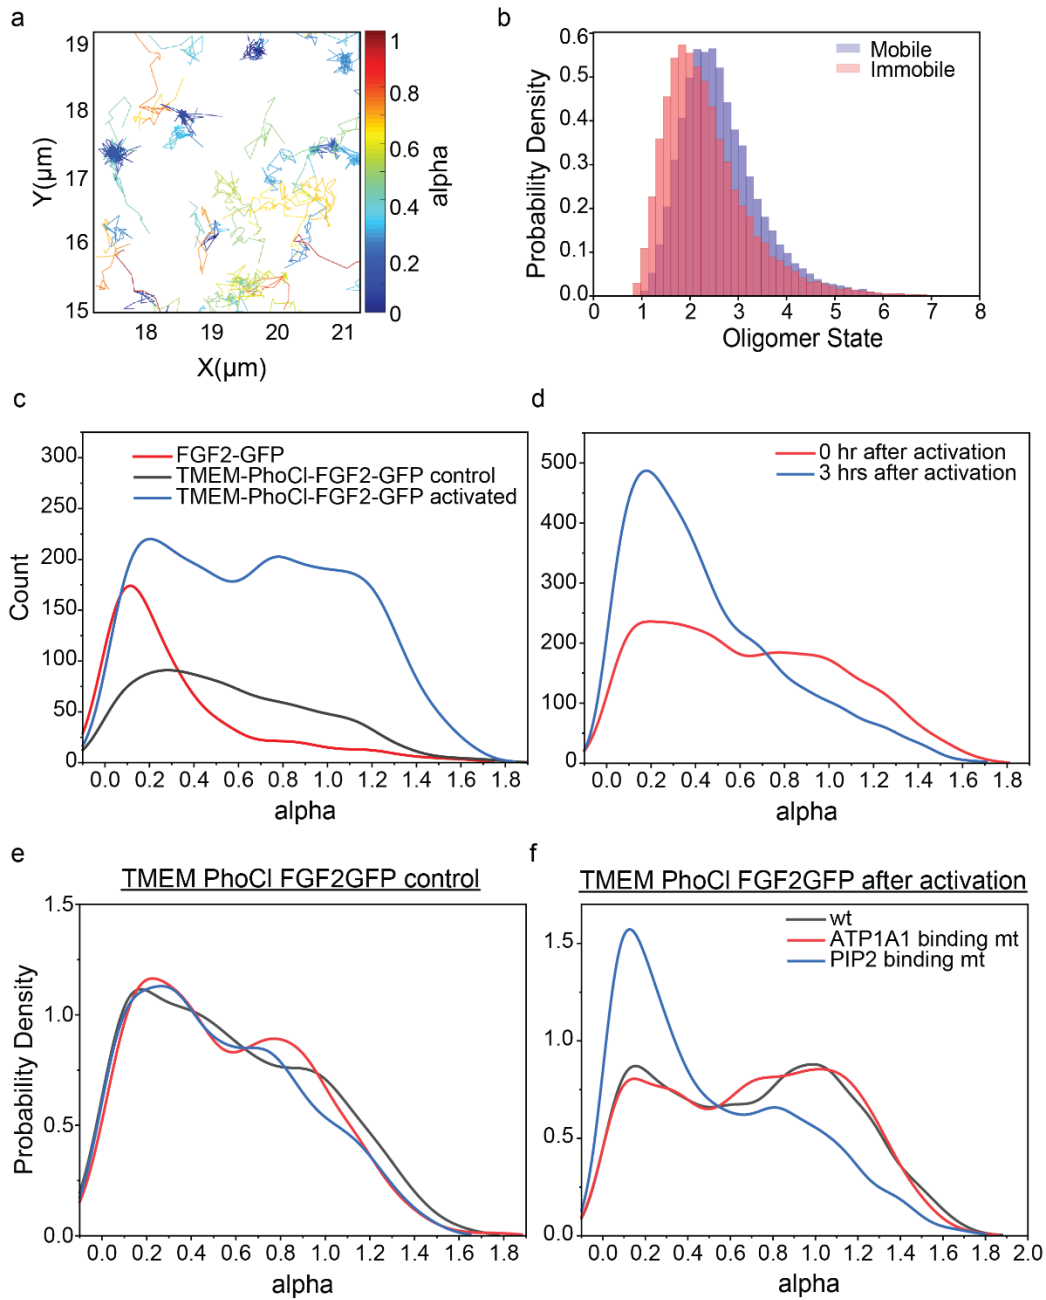 a
19
18
17
16
15
Y(µm)
18 19 20 21
X(µm)
1
0.8
0.6
0.4
0.2
0
alpha
b
0.6
0.5
0.4
0.3
0.2
0.1
0.0
Probability Density
Mobile
Immobile
0 1 2 3 4 5 6 7 8
Oligomer State
c
300
250
200
150
100
50
0
Count
FGF2-GFP
TMEM-PhoCl-FGF2-GFP control
TMEM-PhoCl-FGF2-GFP activated
0.0 0.2 0.4 0.6 0.8 1.0 1.2 1.4 1.6 1.8
alpha
d
500
400
300
200
100
0
0 hr after activation
3 hrs after activation
0.0 0.2 0.4 0.6 0.8 1.0 1.2 1.4 1.6 1.8
alpha
e
TMEM PhoCl FGF2GFP control
1.5
1.0
0.5
0.0
Probability Density
0.0 0.2 0.4 0.6 0.8 1.0 1.2 1.4 1.6 1.8
alpha
f
TMEM PhoCl FGF2GFP after activation
1.5
1.0
0.5
0.0
wt
ATP1A1 binding mt
PIP2 binding mt
0.0 0.2 0.4 0.6 0.8 1.0 1.2 1.4 1.6 1.8 2.0
alpha